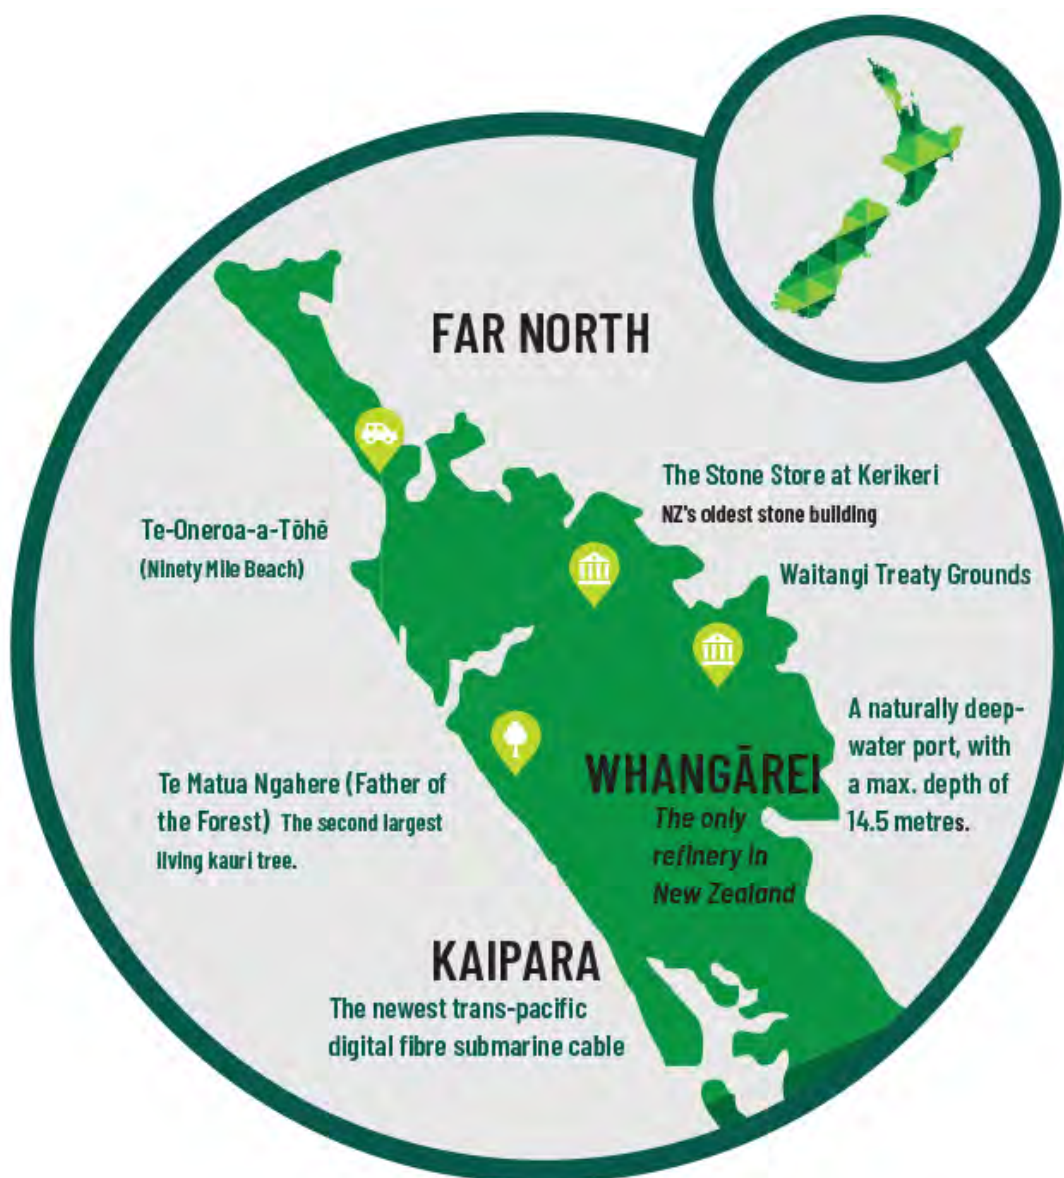 FAR NORTH
The Stone Store at Kerikeri
NZ's oldest stone building
Te-Oneroa-a-Tōhē
(Ninety Mile Beach)
Waitangi Treaty Grounds
A naturally deep-
water port, with
a max. depth of
14.5 metres.
WHANGĀREI
The only
refinery in
New Zealand
Te Matua Ngahere (Father of
the Forest) The second largest
living kauri tree.
KAIPARA
The newest trans-pacific
digital fibre submarine cable